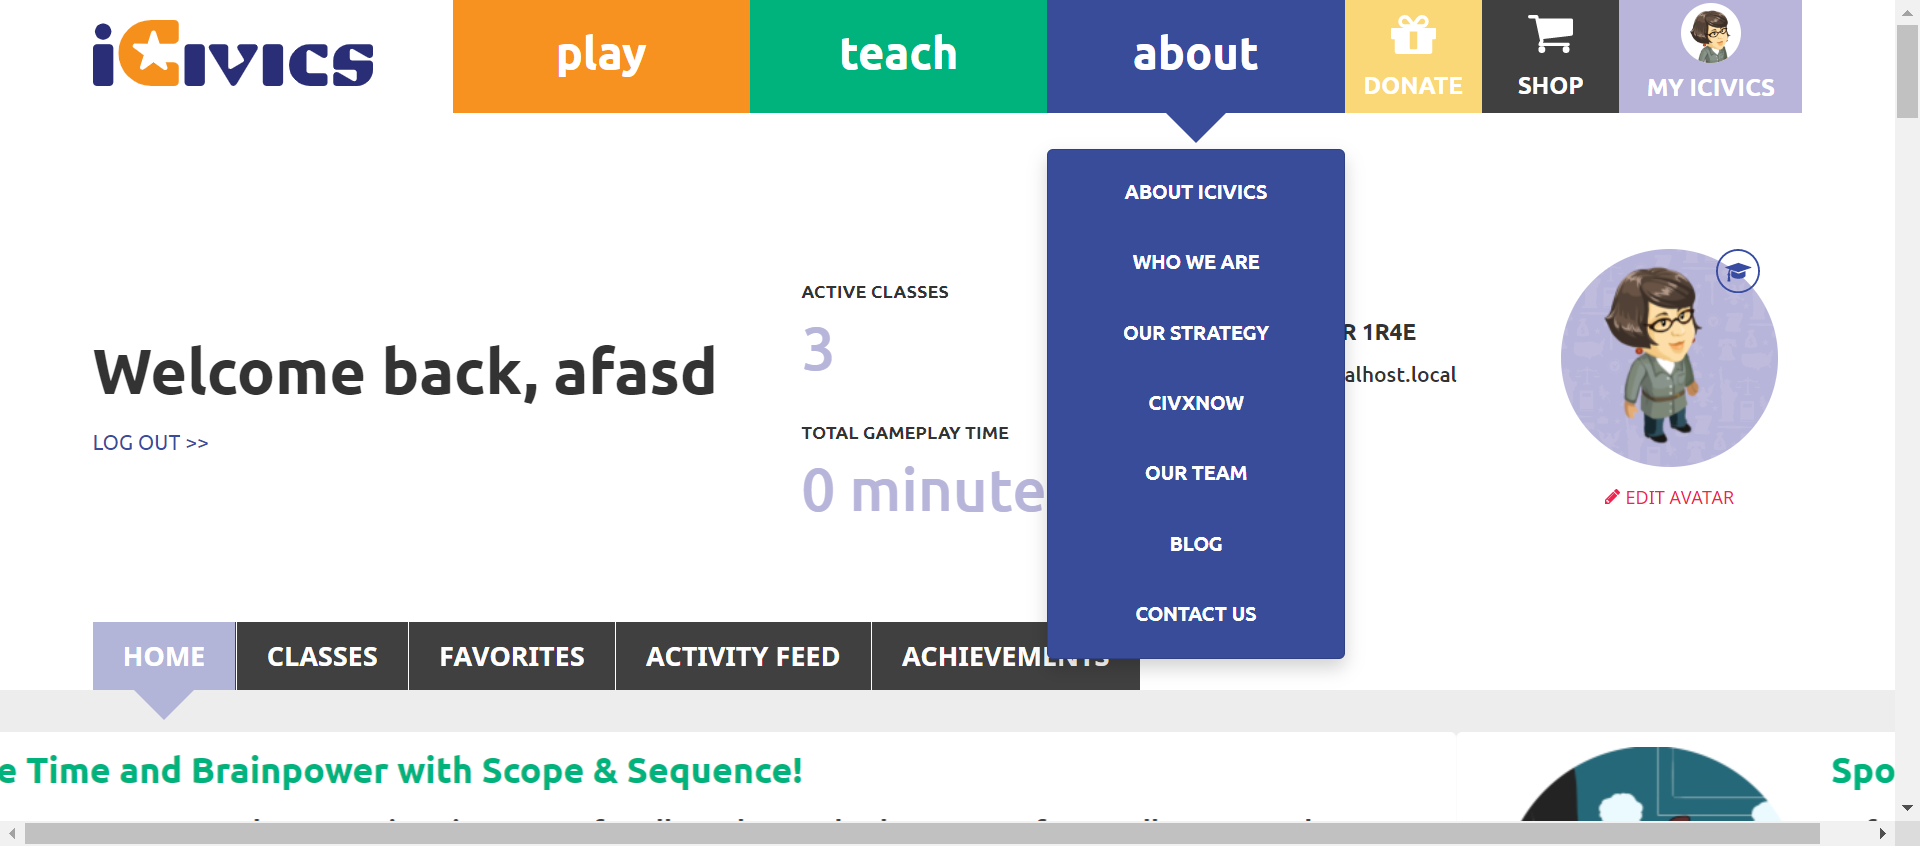 iCivics
play
teach
about
DONATE
SHOP
MY ICIVICS
ABOUT ICIVICS
WHO WE ARE
OUR STRATEGY
CIVXNOW
OUR TEAM
BLOG
CONTACT US
ACTIVE CLASSES
3
R 1R4E
alhost.local
Welcome back, afasd
LOG OUT >>
TOTAL GAMEPLAY TIME
0 minute
EDIT AVATAR
HOME
CLASSES
FAVORITES
ACTIVITY FEED
ACHIEVEMENTS
e Time and Brainpower with Scope & Sequence!
Spo